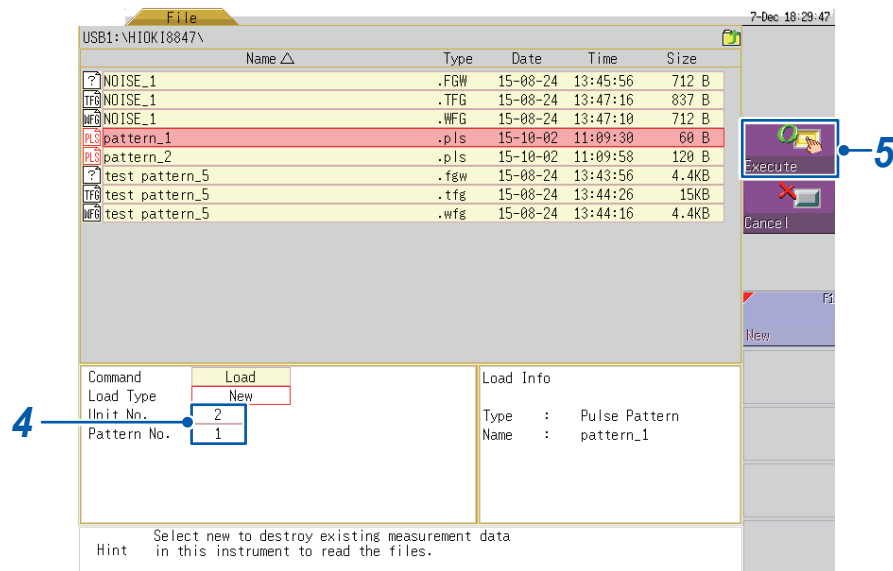 File
7-Dec 18:29:47
USB1:\HIOKI8847\
Name △ Type Date Time Size
? NOISE_1 .FGW 15-08-24 13:45:56 712 B
TFG NOISE_1 .TFG 15-08-24 13:47:16 837 B
WFG NOISE_1 .WFG 15-08-24 13:47:10 712 B
PLS pattern_1 .pls 15-10-02 11:09:30 60 B
PLS pattern_2 .pls 15-10-02 11:09:58 120 B
? test pattern_5 .fgw 15-08-24 13:43:56 4.4KB
TFG test pattern_5 .tfg 15-08-24 13:44:26 15KB
WFG test pattern_5 .wfg 15-08-24 13:44:16 4.4KB
Execute
5
Cancel
F1
New
Command Load
Load Type New
Unit No. 2
4
Pattern No. 1
Load Info
Type : Pulse Pattern
Name : pattern_1
Hint Select new to destroy existing measurement data
in this instrument to read the files.